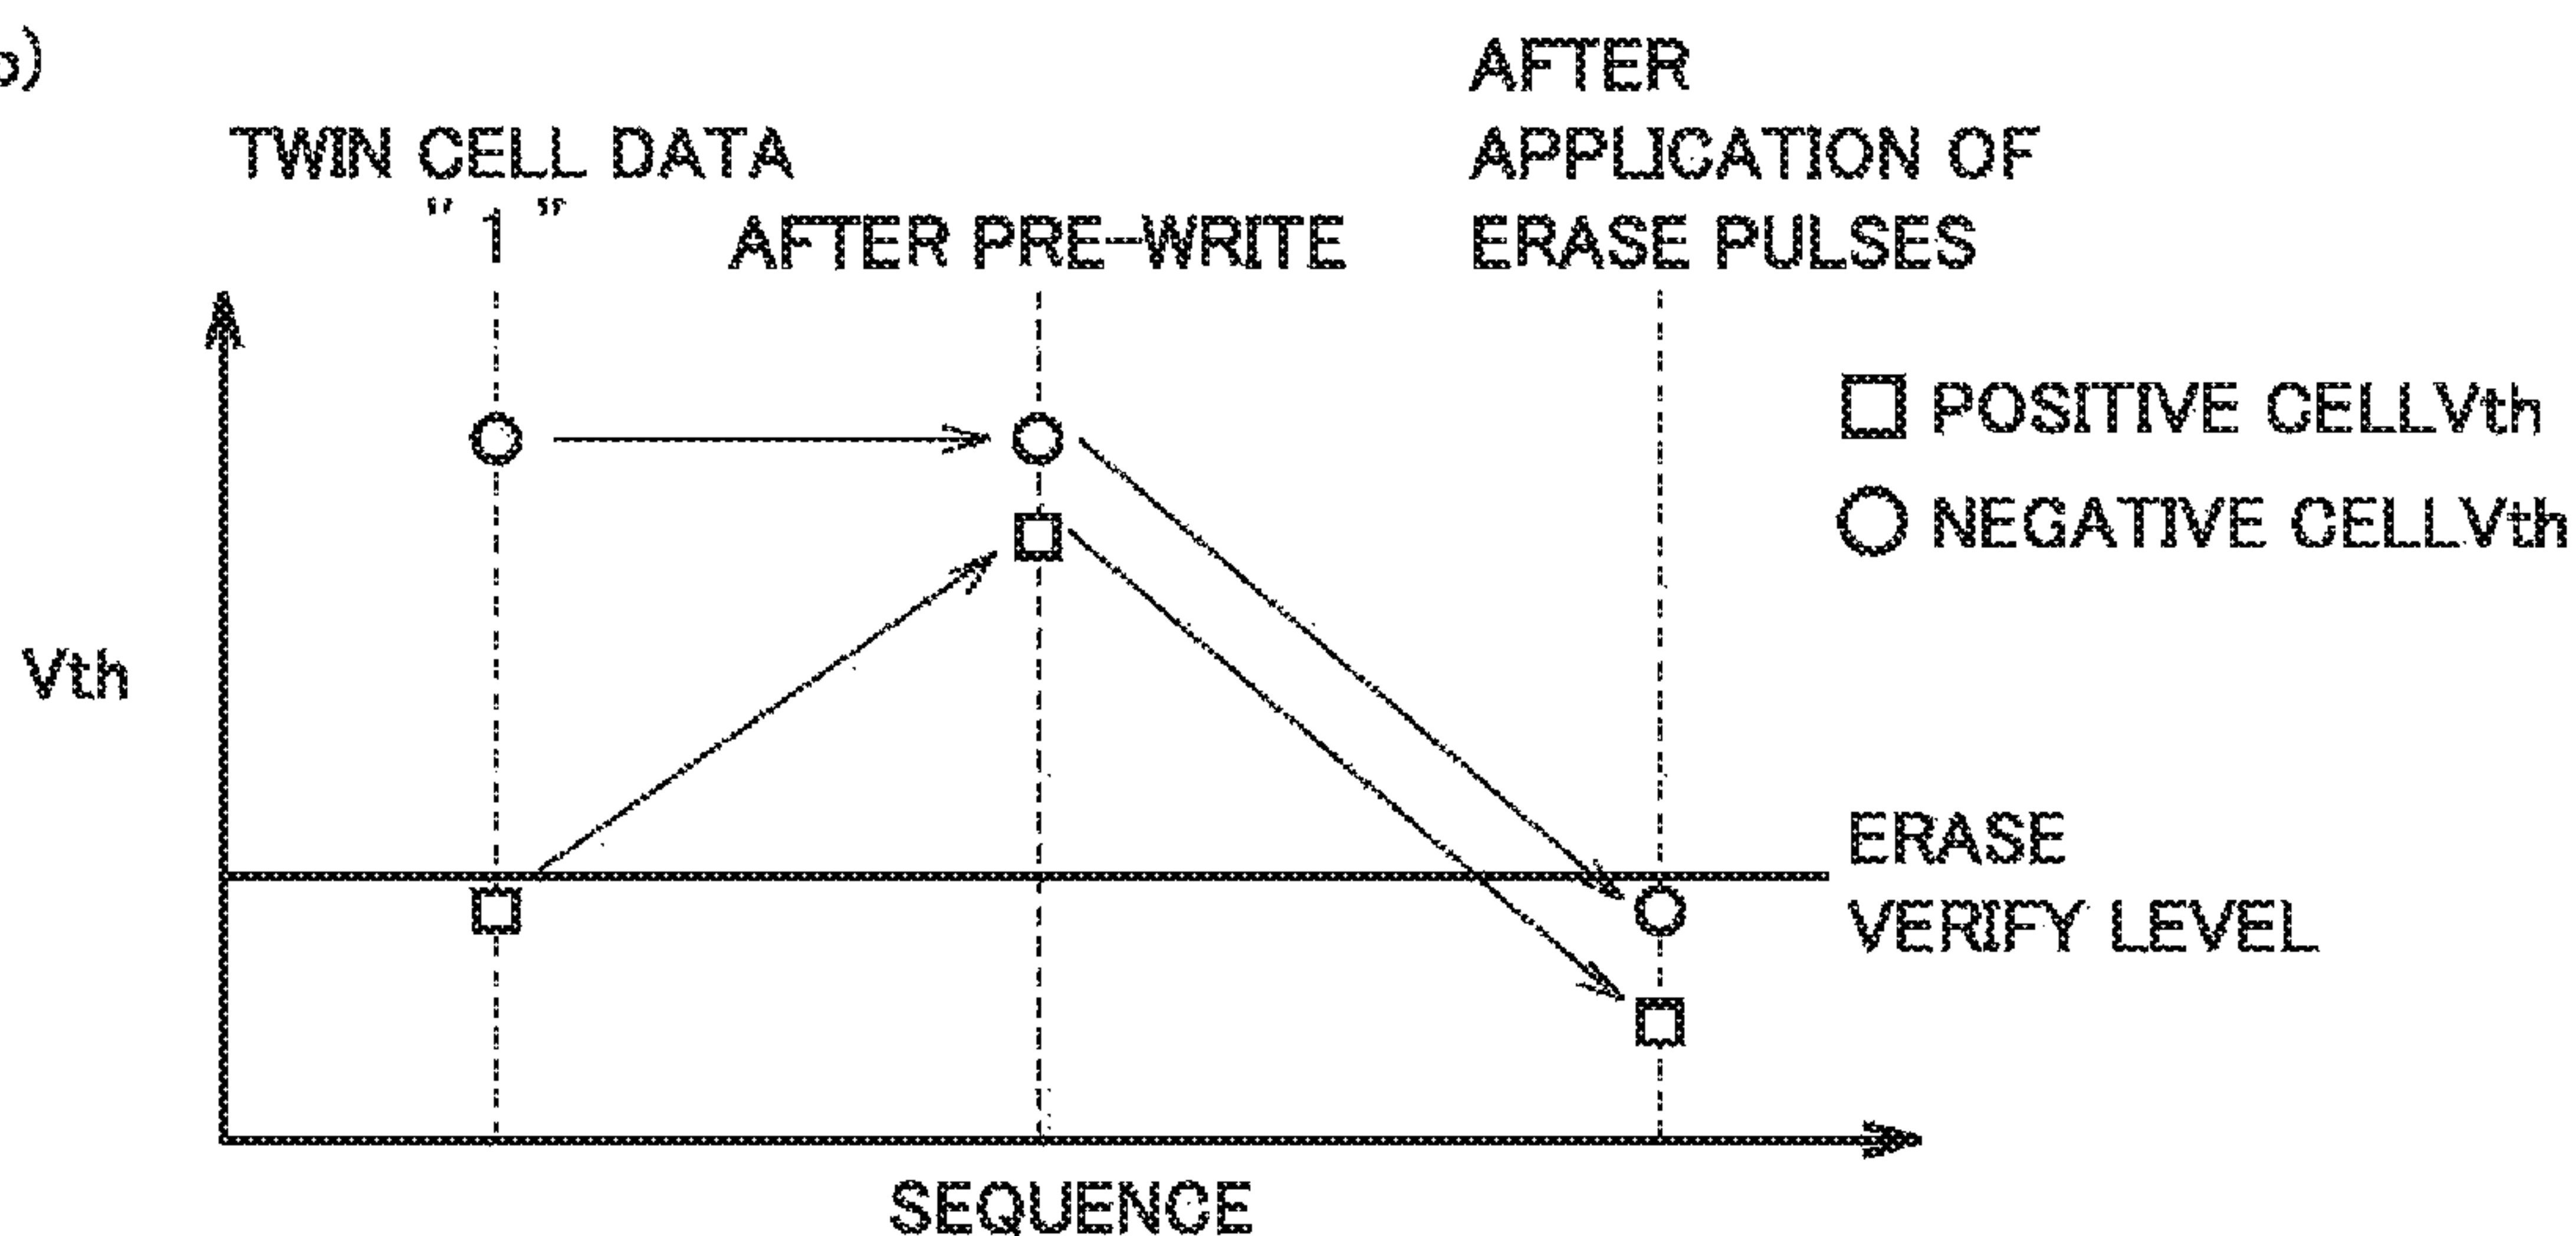 b)
TWIN CELL DATA
"1"
AFTER PRE-WRITE
AFTER
APPLICATION OF
ERASE PULSES
POSITIVE CELLVth
NEGATIVE CELLVth
Vth
ERASE
VERIFY LEVEL
SEQUENCE